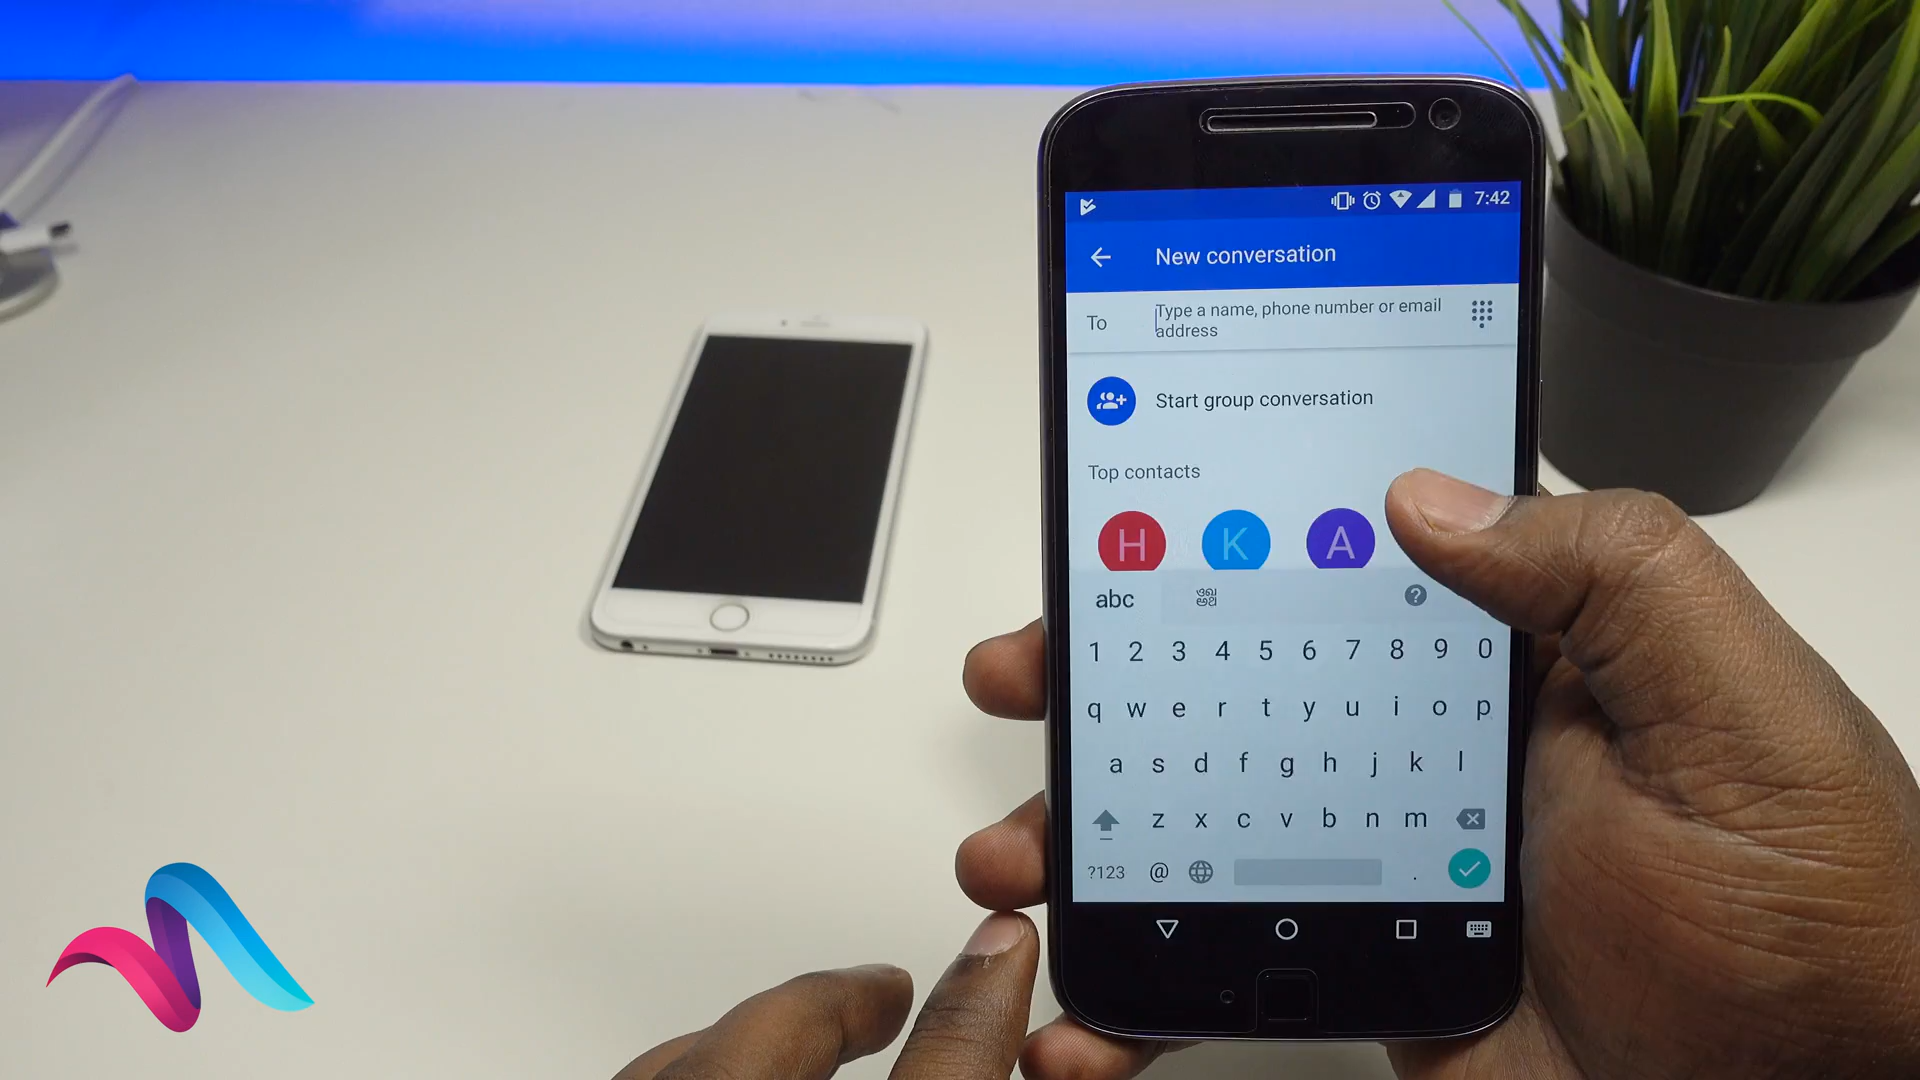 7:42
New conversation
To
Type a name, phone number or email
address
Start group conversation
Top contacts
H K A
abc
1 2 3 4 5 6 7 8 9 0
q w e r t y u i o p
a s d f g h j k l
z x c v b n m
?123 @ .